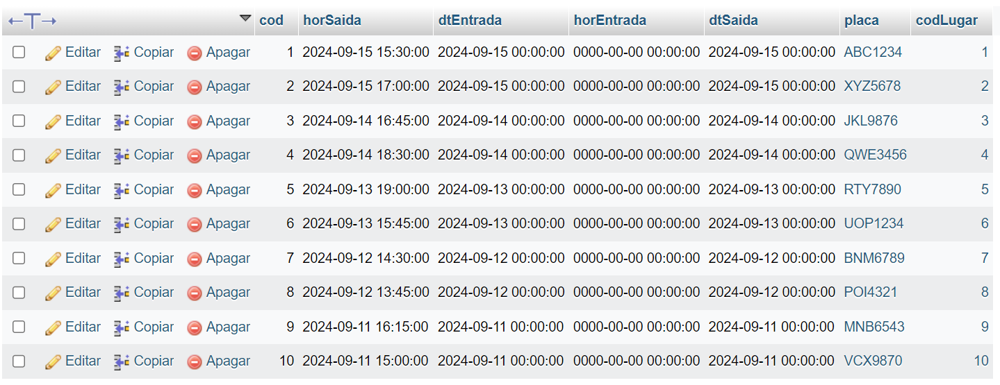 cod horSaida dtEntrada horEntrada dtSaida placa codLugar
Editar Copiar Apagar 1 2024-09-15 15:30:00 2024-09-15 00:00:00 0000-00-00 00:00:00 2024-09-15 00:00:00 ABC1234 1
Editar Copiar Apagar 2 2024-09-15 17:00:00 2024-09-15 00:00:00 0000-00-00 00:00:00 2024-09-15 00:00:00 XYZ5678 2
Editar Copiar Apagar 3 2024-09-14 16:45:00 2024-09-14 00:00:00 0000-00-00 00:00:00 2024-09-14 00:00:00 JKL9876 3
Editar Copiar Apagar 4 2024-09-14 18:30:00 2024-09-14 00:00:00 0000-00-00 00:00:00 2024-09-14 00:00:00 QWE3456 4
Editar Copiar Apagar 5 2024-09-13 19:00:00 2024-09-13 00:00:00 0000-00-00 00:00:00 2024-09-13 00:00:00 RTY7890 5
Editar Copiar Apagar 6 2024-09-13 15:45:00 2024-09-13 00:00:00 0000-00-00 00:00:00 2024-09-13 00:00:00 UOP1234 6
Editar Copiar Apagar 7 2024-09-12 14:30:00 2024-09-12 00:00:00 0000-00-00 00:00:00 2024-09-12 00:00:00 BNM6789 7
Editar Copiar Apagar 8 2024-09-12 13:45:00 2024-09-12 00:00:00 0000-00-00 00:00:00 2024-09-12 00:00:00 POI4321 8
Editar Copiar Apagar 9 2024-09-11 16:15:00 2024-09-11 00:00:00 0000-00-00 00:00:00 2024-09-11 00:00:00 MNB6543 9
Editar Copiar Apagar 10 2024-09-11 15:00:00 2024-09-11 00:00:00 0000-00-00 00:00:00 2024-09-11 00:00:00 VCX9870 10